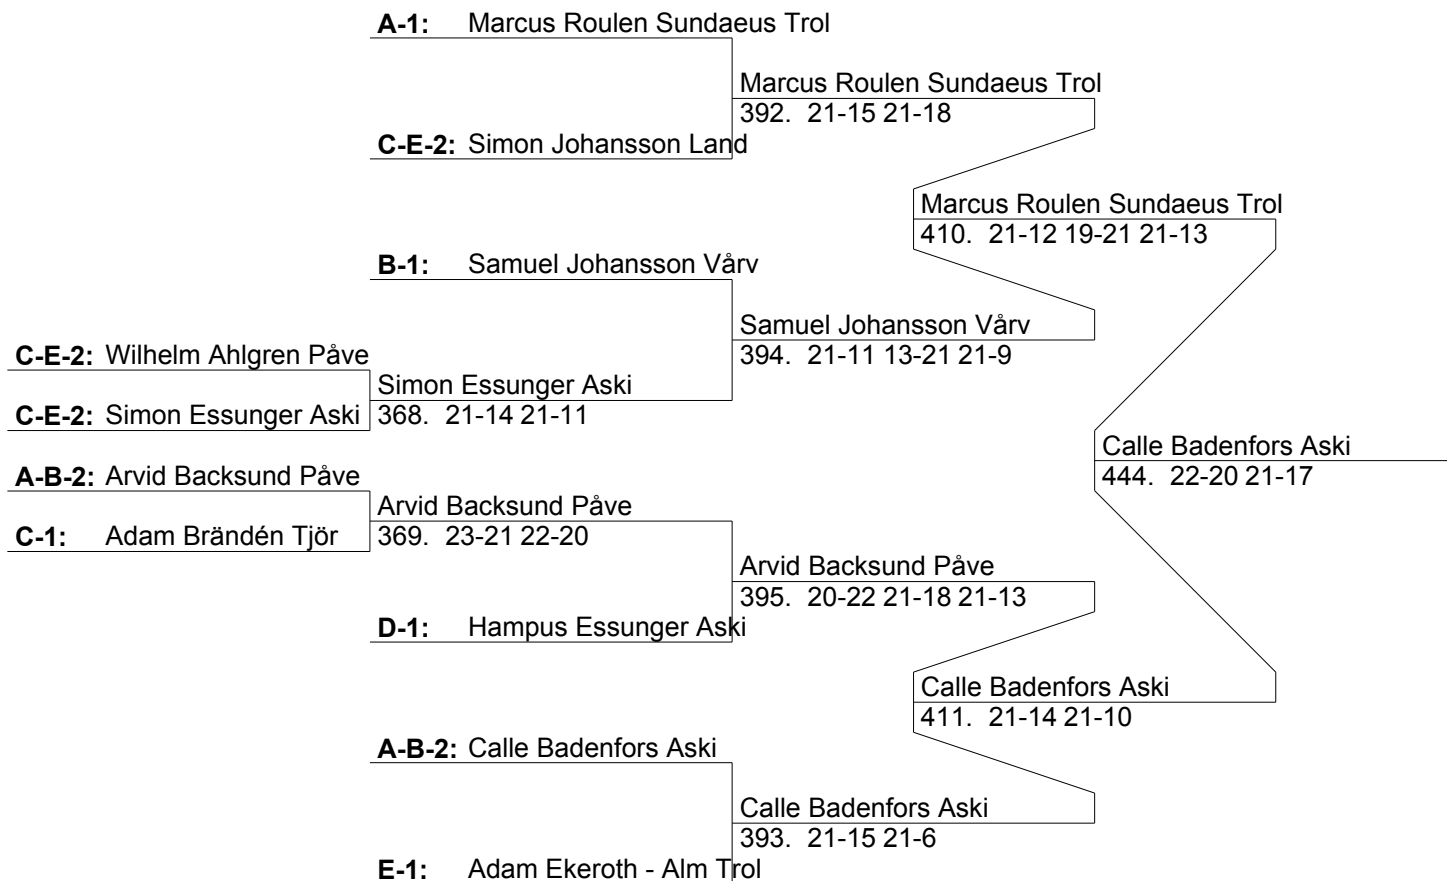 A-1: Marcus Roulen Sundaeus Trol
Marcus Roulen Sundaeus Trol
392. 21-15 21-18
C-E-2: Simon Johansson Land
Marcus Roulen Sundaeus Trol
410. 21-12 19-21 21-13
B-1: Samuel Johansson Vårv
Samuel Johansson Vårv
394. 21-11 13-21 21-9
C-E-2: Wilhelm Ahlgren Påve
Simon Essunger Aski
368. 21-14 21-11
C-E-2: Simon Essunger Aski
Calle Badenfors Aski
444. 22-20 21-17
A-B-2: Arvid Backsund Påve
Arvid Backsund Påve
369. 23-21 22-20
C-1: Adam Brändén Tjör
Arvid Backsund Påve
395. 20-22 21-18 21-13
D-1: Hampus Essunger Aski
Calle Badenfors Aski
411. 21-14 21-10
A-B-2: Calle Badenfors Aski
Calle Badenfors Aski
393. 21-15 21-6
E-1: Adam Ekeroth - Alm Trol